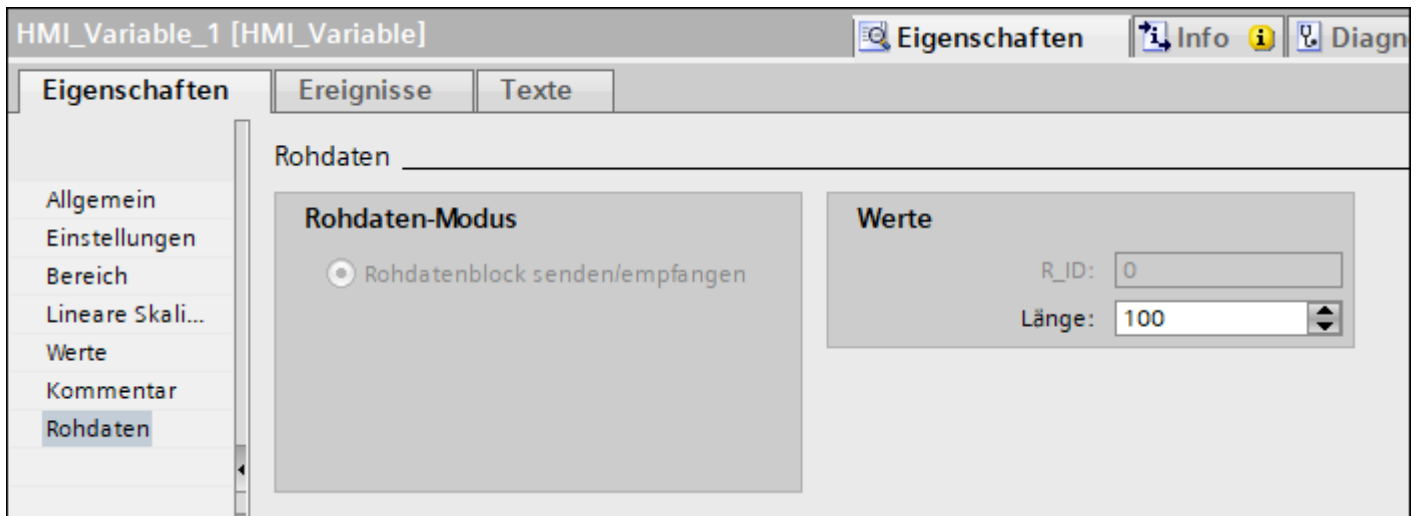 HMI_Variable_1 [HMI_Variable]
Eigenschaften
Info
Diagn
Eigenschaften
Ereignisse
Texte
Rohdaten
Allgemein
Einstellungen
Bereich
Lineare Skali...
Werte
Kommentar
Rohdaten
Rohdaten-Modus
Rohdatenblock senden/empfangen
Werte
R_ID: 0
Länge: 100